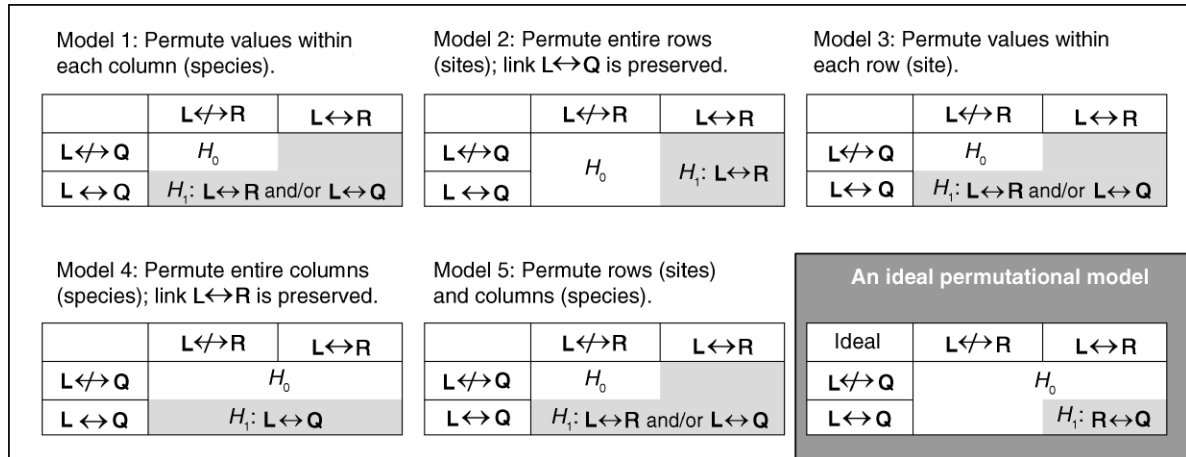 Model 1: Permute values within
each column (species).
L↮R L↔R
L↮Q H₀
L↔Q H₁: L↔R and/or L↔Q
Model 2: Permute entire rows
(sites); link L↔Q is preserved.
L↮R L↔R
L↮Q
H₀ H₁: L↔R
L↔Q
Model 3: Permute values within
each row (site).
L↮R L↔R
L↮Q H₀
L↔Q H₁: L↔R and/or L↔Q
Model 4: Permute entire columns
(species); link L↔R is preserved.
L↮R L↔R
L↮Q H₀
L↔Q H₁: L↔Q
Model 5: Permute rows (sites)
and columns (species).
L↮R L↔R
L↮Q H₀
L↔Q H₁: L↔R and/or L↔Q
An ideal permutational model
Ideal L↮R L↔R
L↮Q H₀
L↔Q H₁: R↔Q